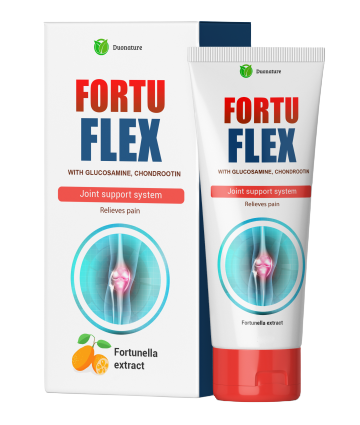 Duonature
FORTU
FLEX
WITH GLUCOSAMINE, CHONDROOTIN
Joint support system
Relieves pain
Fortunella
extract
Duonature
FORTU
FLEX
WITH GLUCOSAMINE, CHONDROOTIN
Joint support system
Relieves pain
Fortunella extract